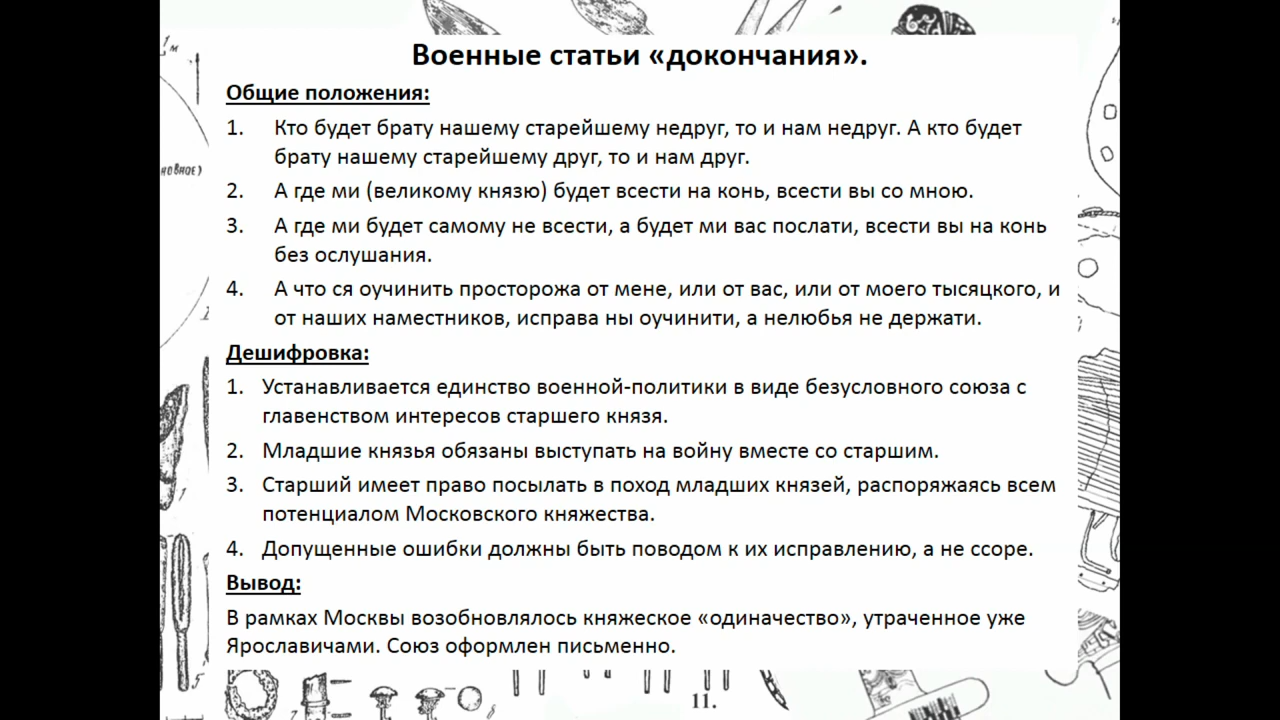 Военные статьи «докончания».
Общие положения:
1. Кто будет брату нашему старейшему недруг, то и нам недруг. А кто будет
брату нашему старейшему друг, то и нам друг.
2. А где ми (великому князю) будет всести на конь, всести вы со мною.
3. А где ми будет самому не всести, а будет ми вас послати, всести вы на конь
без ослушания.
4. А что ся оучинить просторожа от мене, или от вас, или от моего тысяцкого, и
от наших наместников, исправа ны оучинити, а нелюбья не держати.
Дешифровка:
1. Устанавливается единство военной-политики в виде безусловного союза с
главенством интересов старшего князя.
2. Младшие князья обязаны выступать на войну вместе со старшим.
3. Старший имеет право посылать в поход младших князей, распоряжаясь всем
потенциалом Московского княжества.
4. Допущенные ошибки должны быть поводом к их исправлению, а не ссоре.
Вывод:
В рамках Москвы возобновлялось княжеское «одиначество», утраченное уже
Ярославичами. Союз оформлен письменно.
11.